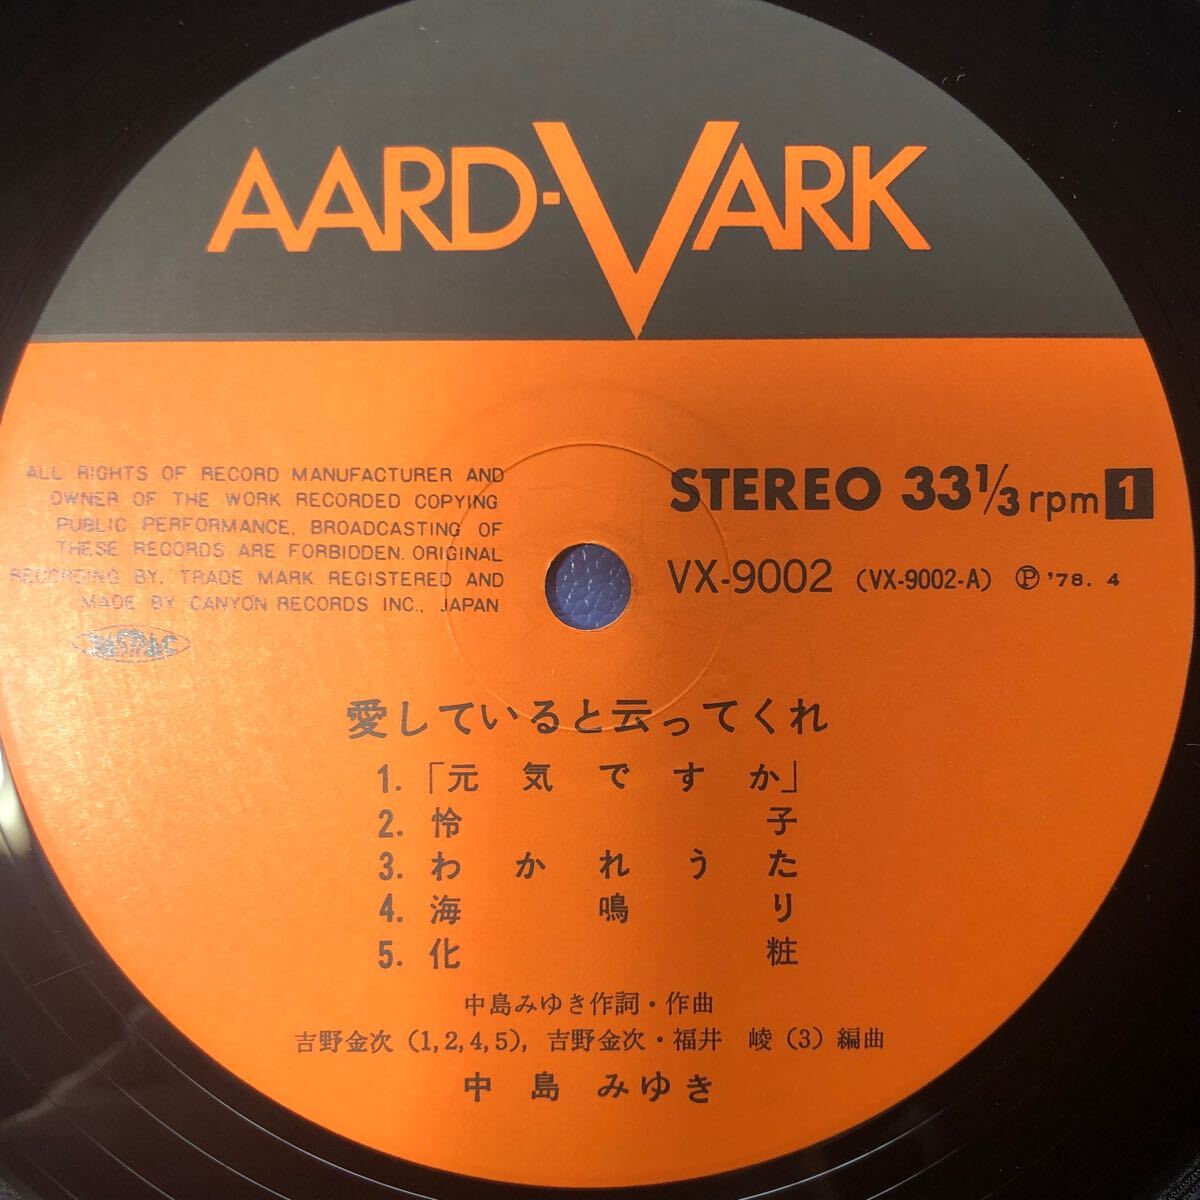 AARD-VARK
ALL RIGHTS OF RECORD MANUFACTURER AND
OWNER OF THE WORK RECORDED COPYING
PUBLIC PERFORMANCE, BROADCASTING OF
THESE RECORDS ARE FORBIDDEN. ORIGINAL
RECORDING BY. TRADE MARK REGISTERED AND
MADE BY CANYON RECORDS INC., JAPAN
JASRAC
STEREO 33 1/3 rpm 1
VX-9002 (VX-9002-A) Ⓟ '78. 4
愛していると云ってくれ
1.「元気ですか」
2. 怜子
3. わかれうた
4. 海鳴り
5. 化粧
中島みゆき作詞・作曲
吉野金次 (1,2,4,5), 吉野金次・福井 崚 (3) 編曲
中島 みゆき